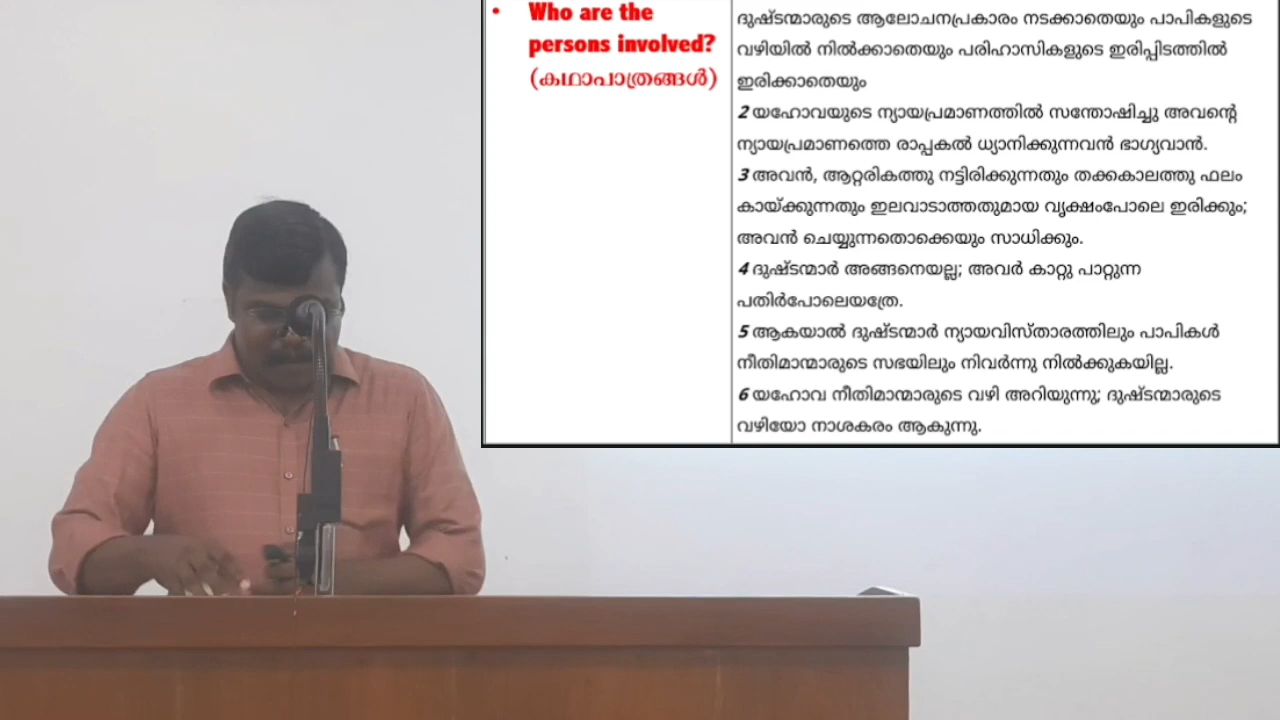 • Who are the
persons involved?
(കഥാപാത്രങ്ങൾ)
ദുഷ്ടന്മാരുടെ ആലോചനപ്രകാരം നടക്കാതെയും പാപികളുടെ
വഴിയിൽ നിൽക്കാതെയും പരിഹാസികളുടെ ഇരിപ്പിടത്തിൽ
ഇരിക്കാതെയും
2 യഹോവയുടെ ന്യായപ്രമാണത്തിൽ സന്തോഷിച്ചു അവന്റെ
ന്യായപ്രമാണത്തെ രാപ്പകൽ ധ്യാനിക്കുന്നവൻ ഭാഗ്യവാൻ.
3 അവൻ, ആറ്റരികത്തു നട്ടിരിക്കുന്നതും തക്കകാലത്തു ഫലം
കായ്ക്കുന്നതും ഇലവാടാത്തതുമായ വൃക്ഷംപോലെ ഇരിക്കും;
അവൻ ചെയ്യുന്നതൊക്കെയും സാധിക്കും.
4 ദുഷ്ടന്മാർ അങ്ങനെയല്ല; അവർ കാറ്റു പാറ്റുന്ന
പതിർപോലെയത്രേ.
5 ആകയാൽ ദുഷ്ടന്മാർ ന്യായവിസ്താരത്തിലും പാപികൾ
നീതിമാന്മാരുടെ സഭയിലും നിവർന്നു നിൽക്കുകയില്ല.
6 യഹോവ നീതിമാന്മാരുടെ വഴി അറിയുന്നു; ദുഷ്ടന്മാരുടെ
വഴിയോ നാശകരം ആകുന്നു.